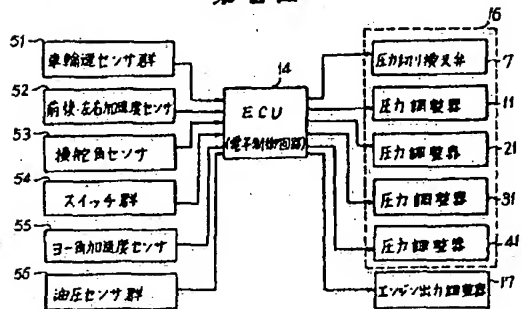 51
車輪速センサ群
52
前後・左右加速度センサ
53
操舵角センサ
54
スイッチ群
55
ヨー角加速度センサ
56
油圧センサ群
14
ECU
(電子制御回路)
16
圧力切り換え弁
7
圧力調整器
11
圧力調整器
21
圧力調整器
31
圧力調整器
41
エンジン出力調整器
17